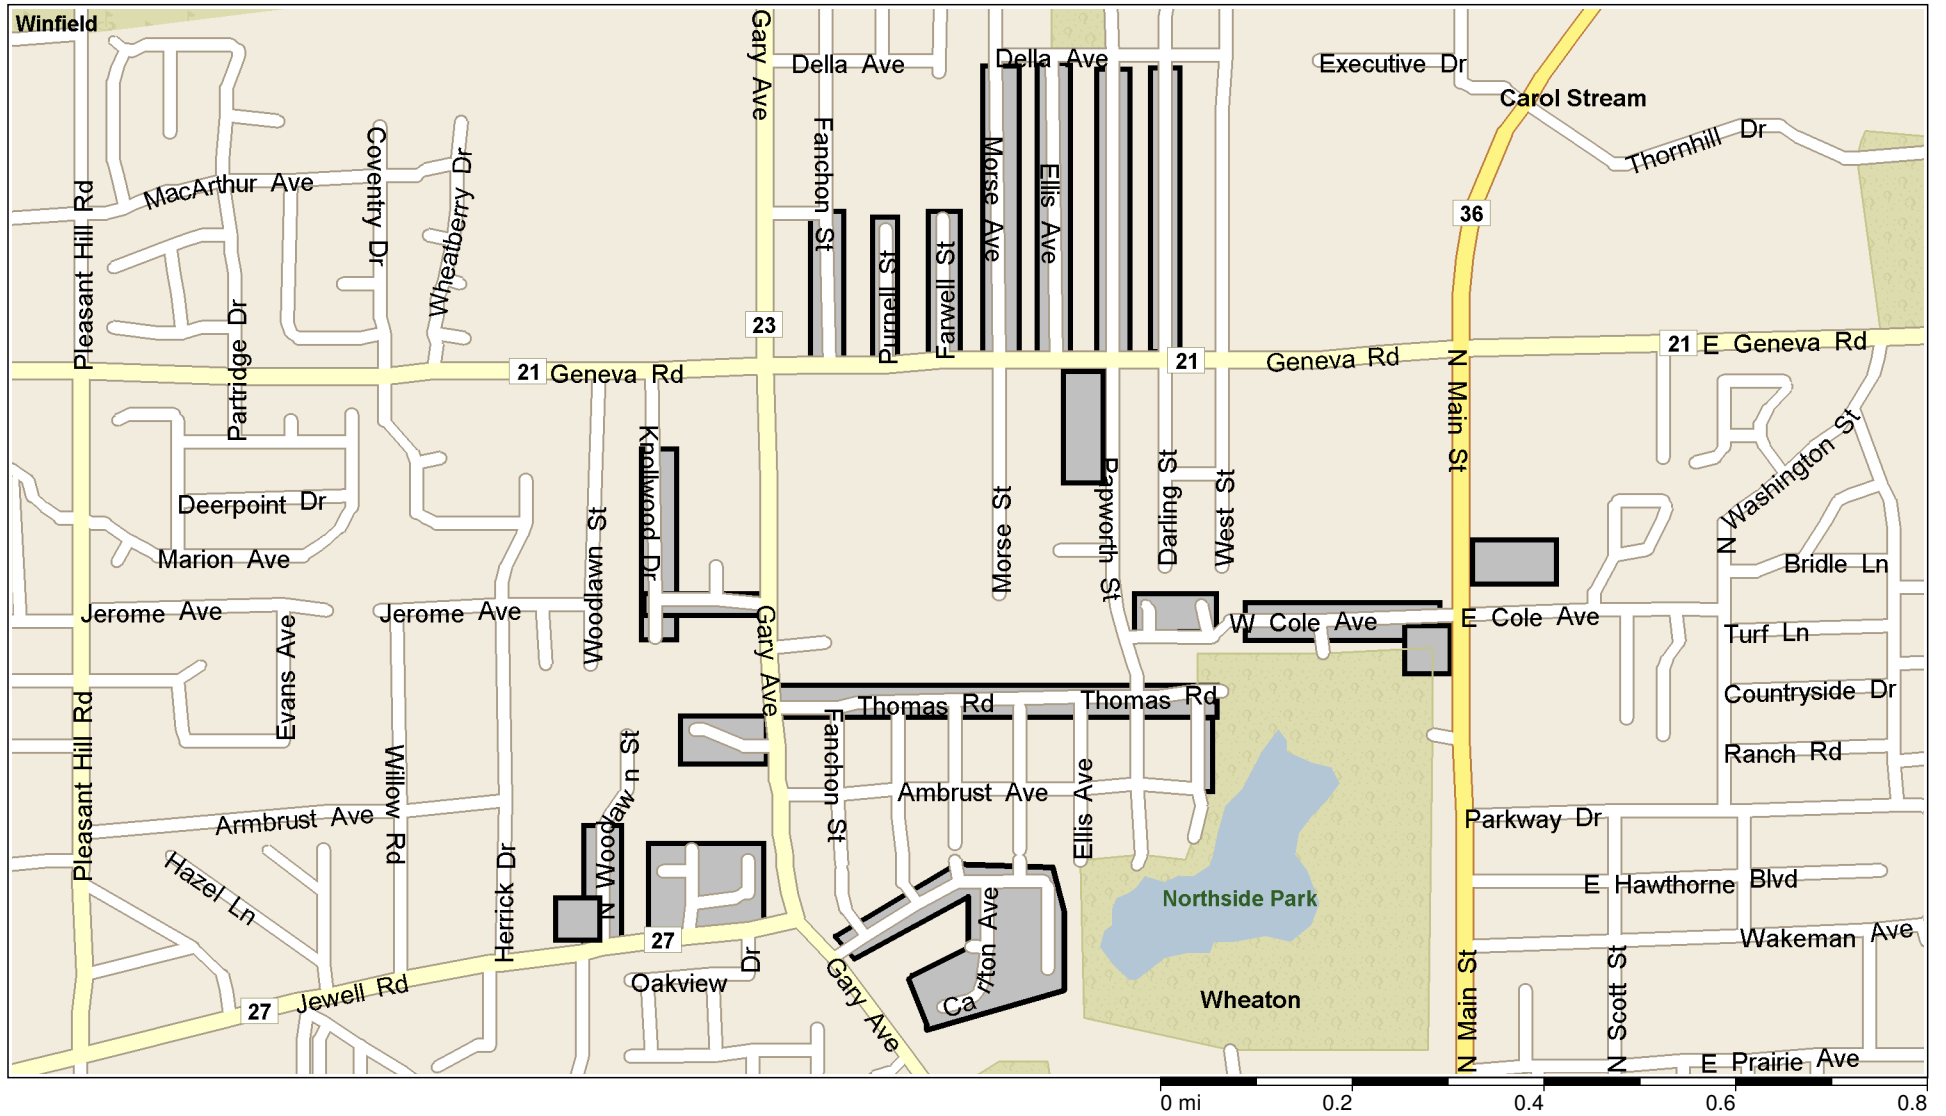 Winfield
Gary Ave
Della Ave
Della Ave
Executive Dr
Carol Stream
Thornhill Dr
Fanchon St
Coventry Dr
Wheatberry Dr
Morse Ave
Ellis Ave
MacArthur Ave
Pleasant Hill Rd
36
Purnell St
Farwell St
Partridge Dr
23
21
Geneva Rd
21
Geneva Rd
21
E Geneva Rd
N Main St
N Washington St
Knollwood Dr
Deerpoint Dr
Woodlawn St
Morse St
Papworth St
Darling St
West St
Marion Ave
Bridle Ln
Jerome Ave
Jerome Ave
Evans Ave
Gary Ave
W Cole Ave
E Cole Ave
Turf Ln
Countryside Dr
Thomas Rd
Thomas Rd
Pleasant Hill Rd
Willow Rd
N Woodlaw n St
Fanchon St
Ellis Ave
Ranch Rd
Ambrust Ave
Armbrust Ave
Parkway Dr
Hazel Ln
Herrick Dr
E Hawthorne Blvd
Northside Park
Ca rlton Ave
27
Wakeman Ave
Oakview Dr
Gary Ave
Jewell Rd
27
Wheaton
N Main St
N Scott St
E Prairie Ave
0 mi 0.2 0.4 0.6 0.8